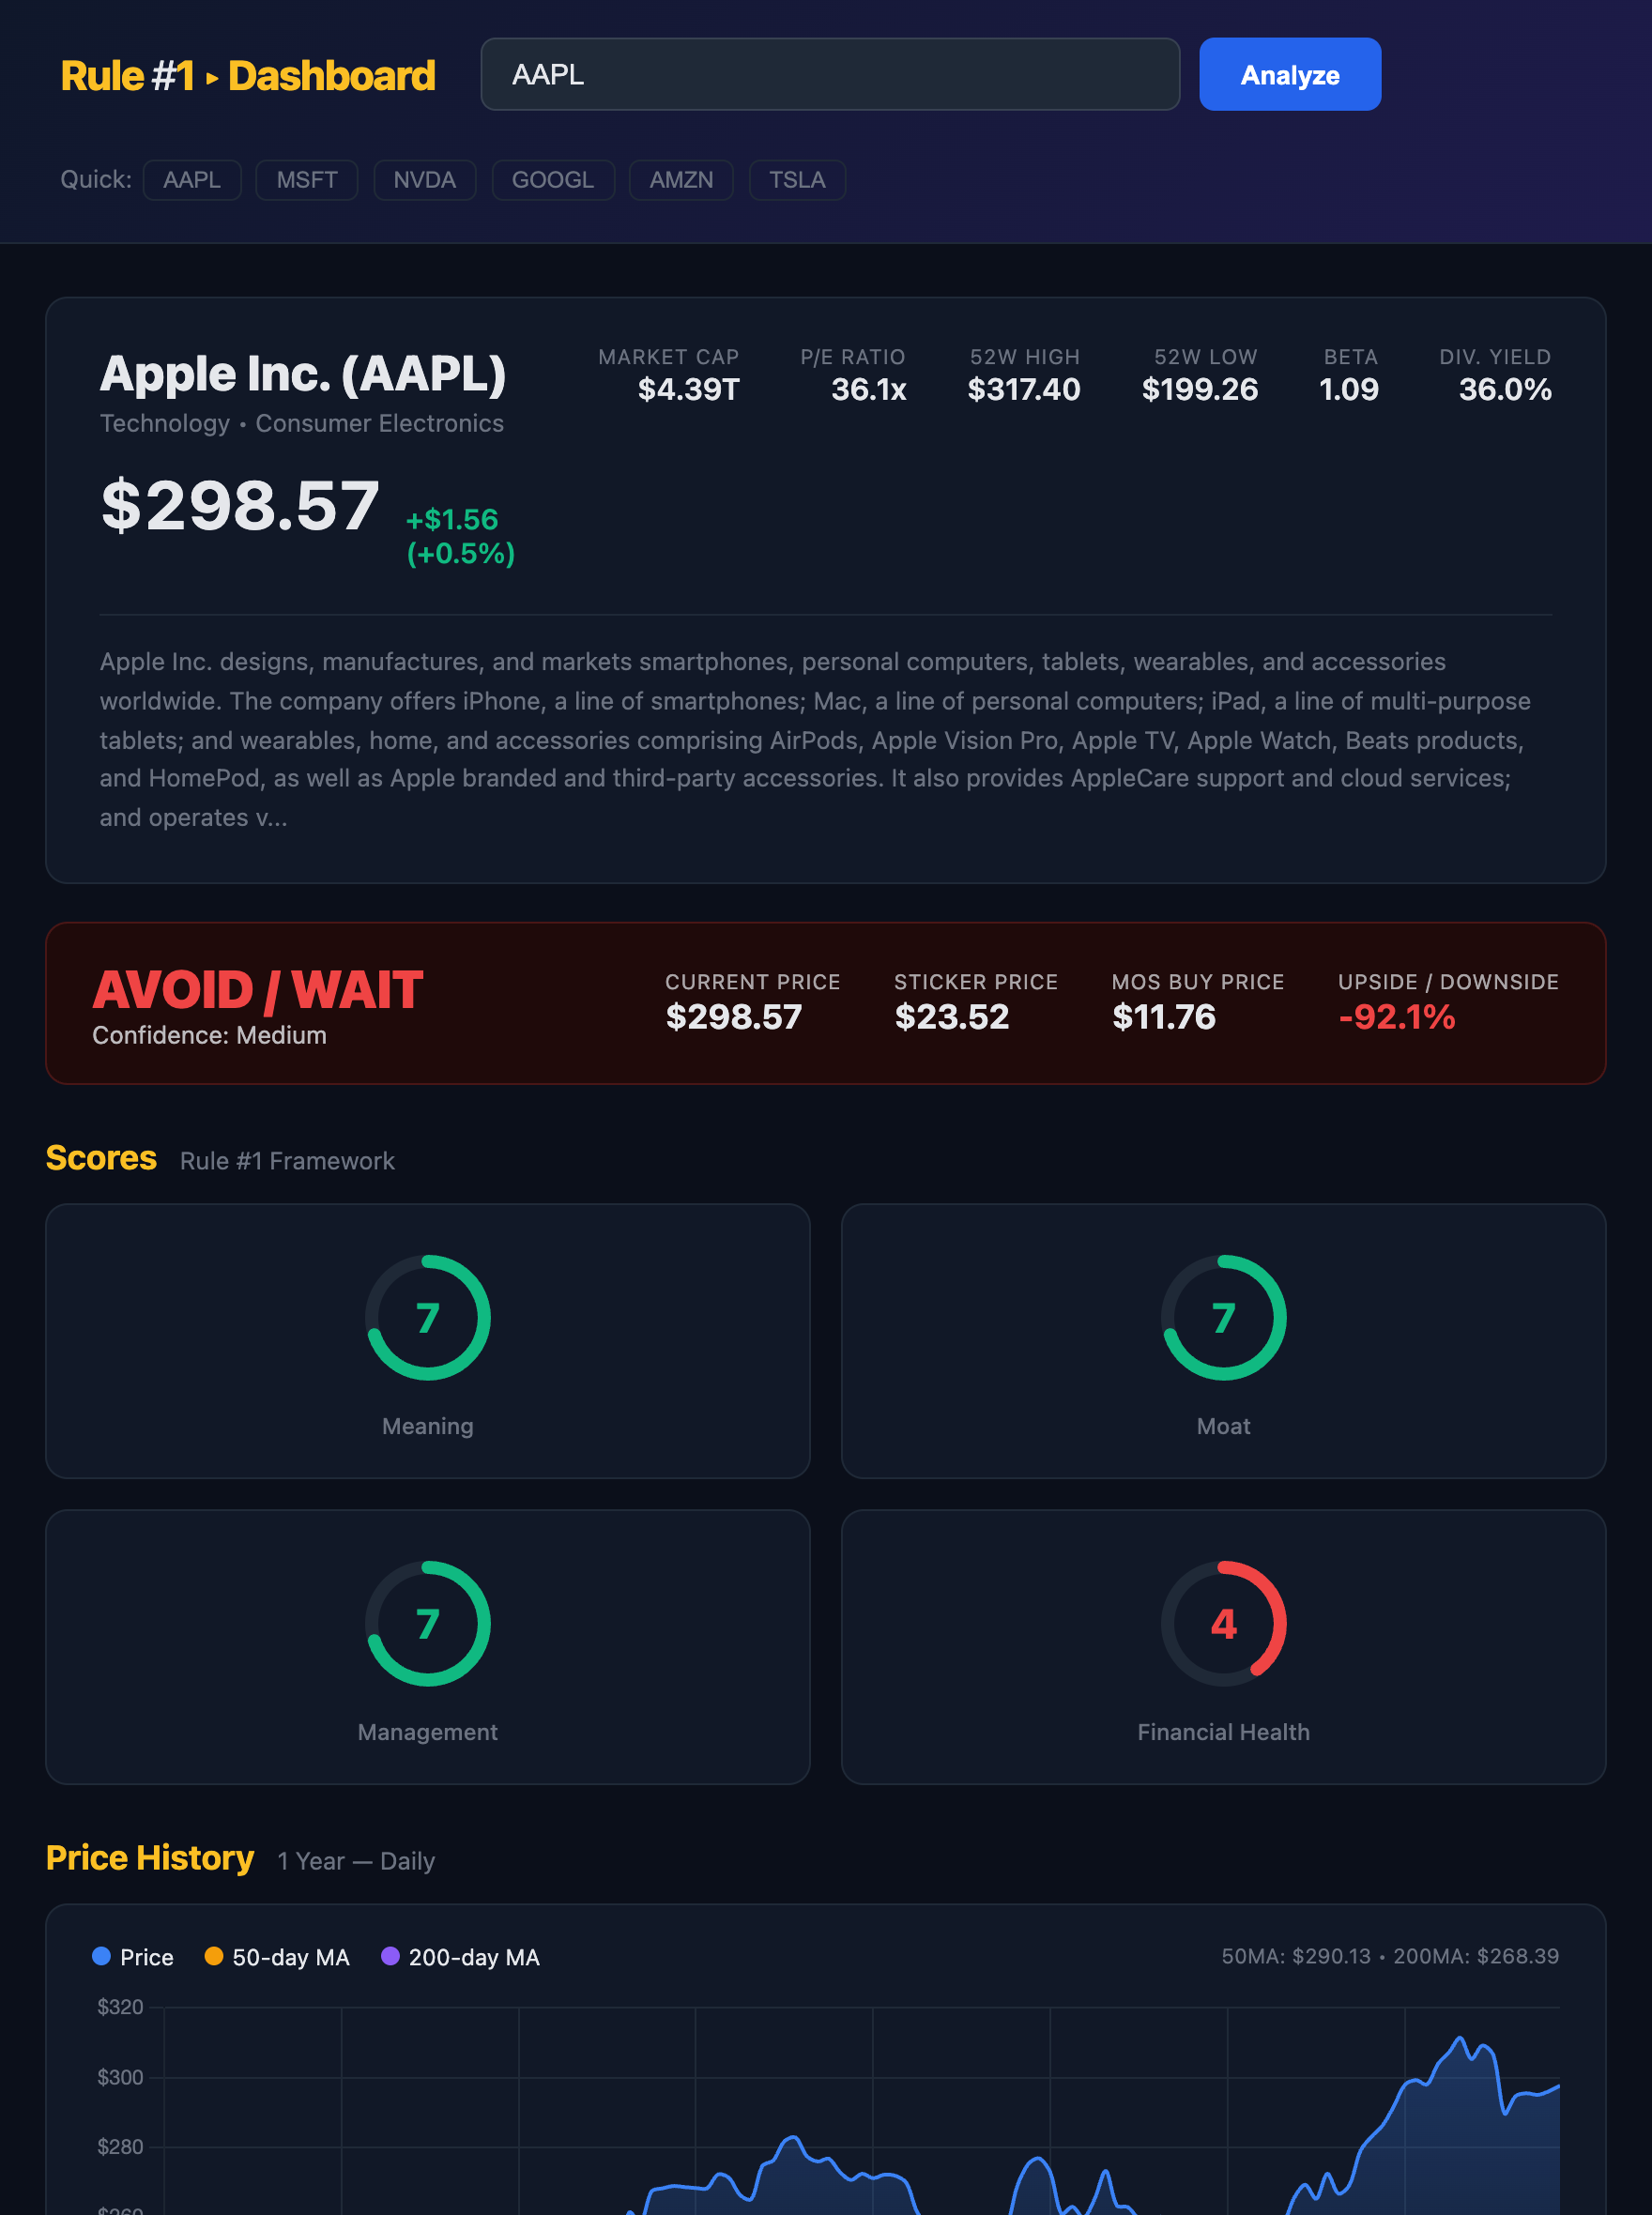 Rule #1 ▸ Dashboard
AAPL
Analyze
Quick: AAPL MSFT NVDA GOOGL AMZN TSLA
Apple Inc. (AAPL)
Technology • Consumer Electronics
$298.57
+$1.56
(+0.5%)
MARKET CAP
$4.39T
P/E RATIO
36.1x
52W HIGH
$317.40
52W LOW
$199.26
BETA
1.09
DIV. YIELD
36.0%
Apple Inc. designs, manufactures, and markets smartphones, personal computers, tablets, wearables, and accessories
worldwide. The company offers iPhone, a line of smartphones; Mac, a line of personal computers; iPad, a line of multi-purpose
tablets; and wearables, home, and accessories comprising AirPods, Apple Vision Pro, Apple TV, Apple Watch, Beats products,
and HomePod, as well as Apple branded and third-party accessories. It also provides AppleCare support and cloud services;
and operates v...
AVOID / WAIT
Confidence: Medium
CURRENT PRICE
$298.57
STICKER PRICE
$23.52
MOS BUY PRICE
$11.76
UPSIDE / DOWNSIDE
-92.1%
Scores Rule #1 Framework
7
Meaning
7
Moat
7
Management
4
Financial Health
Price History 1 Year — Daily
Price 50-day MA 200-day MA
50MA: $290.13 • 200MA: $268.39
$320
$300
$280
$260